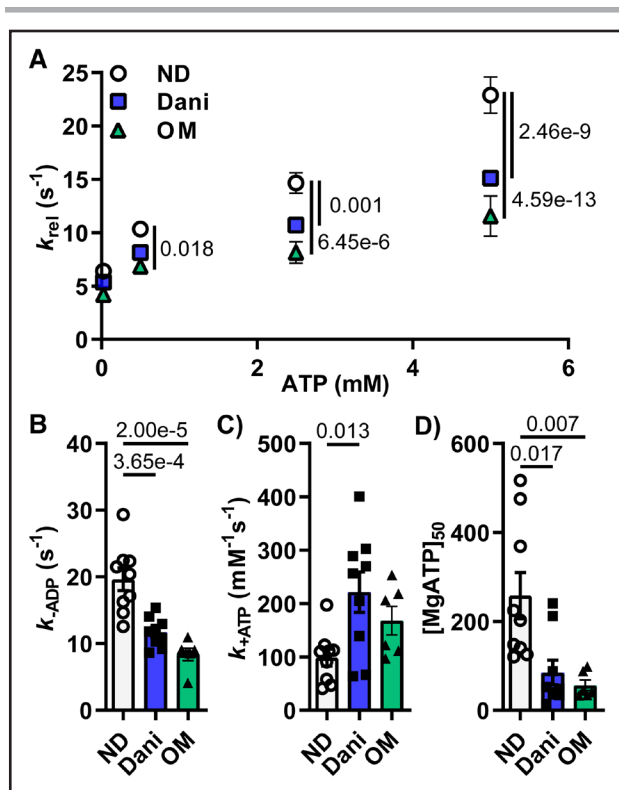 A
25
20
15
10
5
0
k_rel (s⁻¹)
ND
Dani
OM
0.018
0.001
6.45e-6
2.46e-9
4.59e-13
0 2 4 6
ATP (mM)
B
2.00e-5
3.65e-4
40
30
20
10
0
k_-ADP (s⁻¹)
ND Dani OM
C)
0.013
500
400
300
200
100
0
k_+ATP (mM⁻¹s⁻¹)
ND Dani OM
D)
0.007
0.017
600
400
200
0
[MgATP]₅₀
ND Dani OM